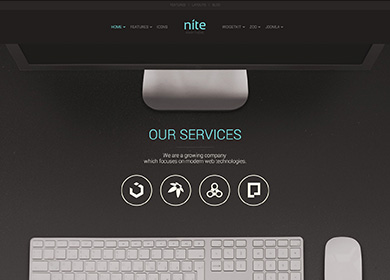 HOME FEATURES ICONS
nite
WIDGETKIT ZOO JOOMLA
OUR SERVICES
We are a growing company
which focuses on modern web technologies.